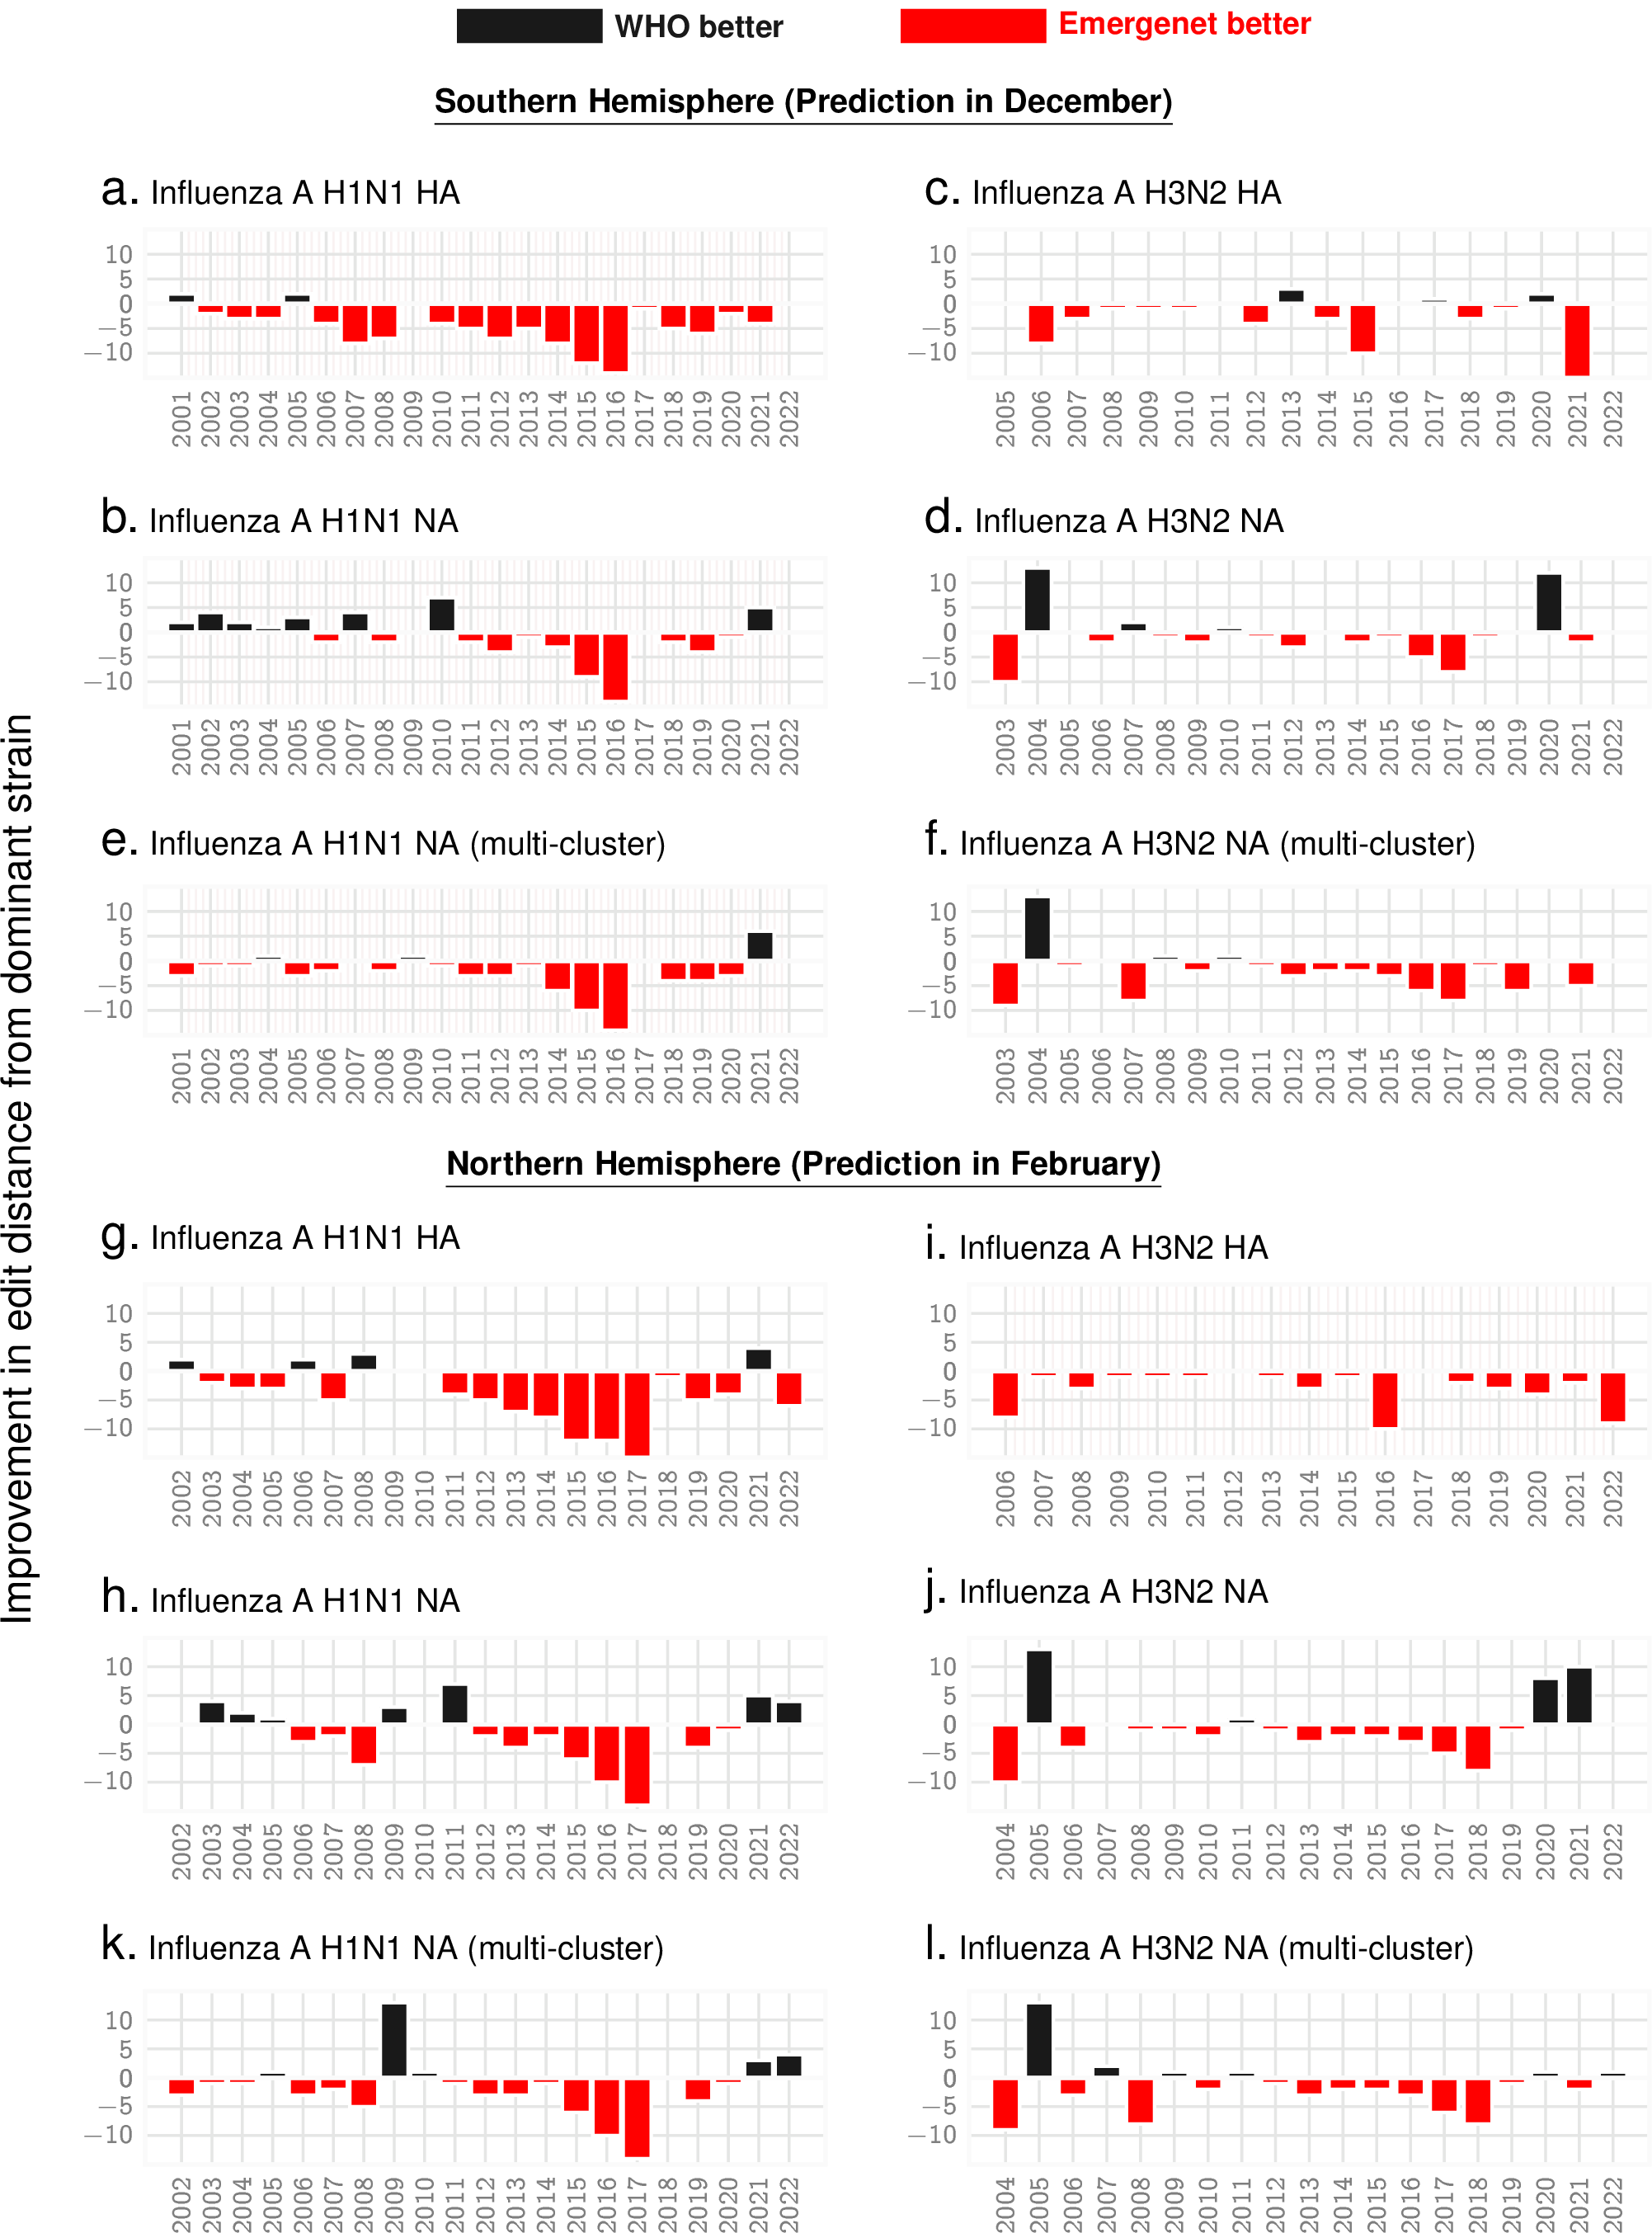 WHO better
Emergenet better
Southern Hemisphere (Prediction in December)
a. Influenza A H1N1 HA
10
5
0
−5
−10
2001 2002 2003 2004 2005 2006 2007 2008 2009 2010 2011 2012 2013 2014 2015 2016 2017 2018 2019 2020 2021 2022
c. Influenza A H3N2 HA
10
5
0
−5
−10
2005 2006 2007 2008 2009 2010 2011 2012 2013 2014 2015 2016 2017 2018 2019 2020 2021 2022
b. Influenza A H1N1 NA
10
5
0
−5
−10
2001 2002 2003 2004 2005 2006 2007 2008 2009 2010 2011 2012 2013 2014 2015 2016 2017 2018 2019 2020 2021 2022
d. Influenza A H3N2 NA
10
5
0
−5
−10
2003 2004 2005 2006 2007 2008 2009 2010 2011 2012 2013 2014 2015 2016 2017 2018 2019 2020 2021 2022
e. Influenza A H1N1 NA (multi-cluster)
10
5
0
−5
−10
2001 2002 2003 2004 2005 2006 2007 2008 2009 2010 2011 2012 2013 2014 2015 2016 2017 2018 2019 2020 2021 2022
f. Influenza A H3N2 NA (multi-cluster)
10
5
0
−5
−10
2003 2004 2005 2006 2007 2008 2009 2010 2011 2012 2013 2014 2015 2016 2017 2018 2019 2020 2021 2022
Improvement in edit distance from dominant strain
Northern Hemisphere (Prediction in February)
g. Influenza A H1N1 HA
10
5
0
−5
−10
2002 2003 2004 2005 2006 2007 2008 2009 2010 2011 2012 2013 2014 2015 2016 2017 2018 2019 2020 2021 2022
i. Influenza A H3N2 HA
10
5
0
−5
−10
2006 2007 2008 2009 2010 2011 2012 2013 2014 2015 2016 2017 2018 2019 2020 2021 2022
h. Influenza A H1N1 NA
10
5
0
−5
−10
2002 2003 2004 2005 2006 2007 2008 2009 2010 2011 2012 2013 2014 2015 2016 2017 2018 2019 2020 2021 2022
j. Influenza A H3N2 NA
10
5
0
−5
−10
2004 2005 2006 2007 2008 2009 2010 2011 2012 2013 2014 2015 2016 2017 2018 2019 2020 2021 2022
k. Influenza A H1N1 NA (multi-cluster)
10
5
0
−5
−10
2002 2003 2004 2005 2006 2007 2008 2009 2010 2011 2012 2013 2014 2015 2016 2017 2018 2019 2020 2021 2022
l. Influenza A H3N2 NA (multi-cluster)
10
5
0
−5
−10
2004 2005 2006 2007 2008 2009 2010 2011 2012 2013 2014 2015 2016 2017 2018 2019 2020 2021 2022